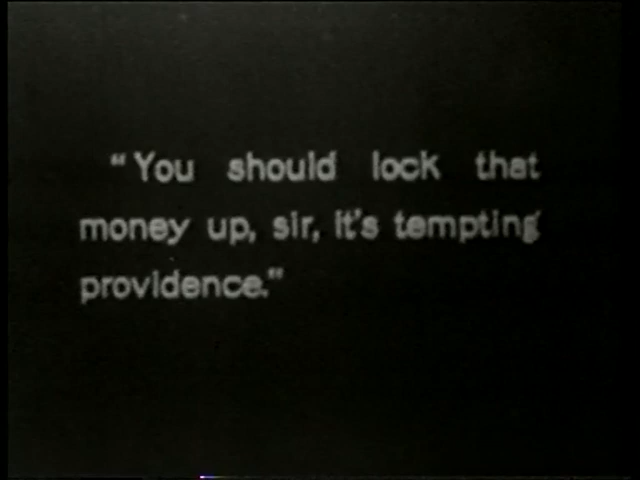 "You should lock that
money up, sir, it's tempting
providence."